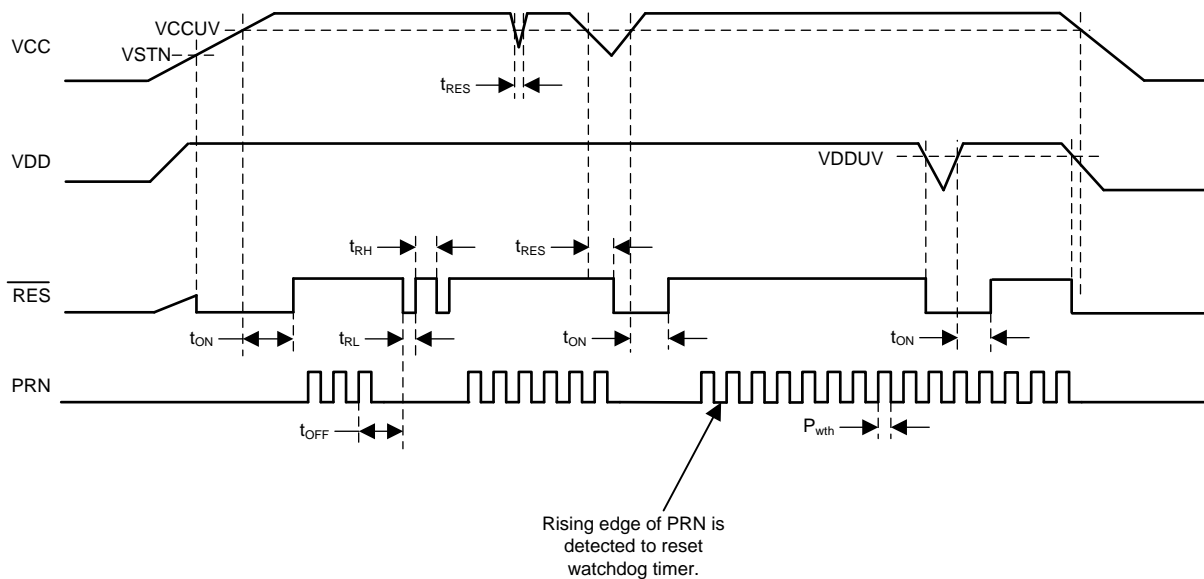 VCCUV
VCC
VSTN
tRES
VDD
VDDUV
tRH
tRES
RES
tON
tRL
tON
tON
PRN
tOFF
Pwth
Rising edge of PRN is
detected to reset
watchdog timer.